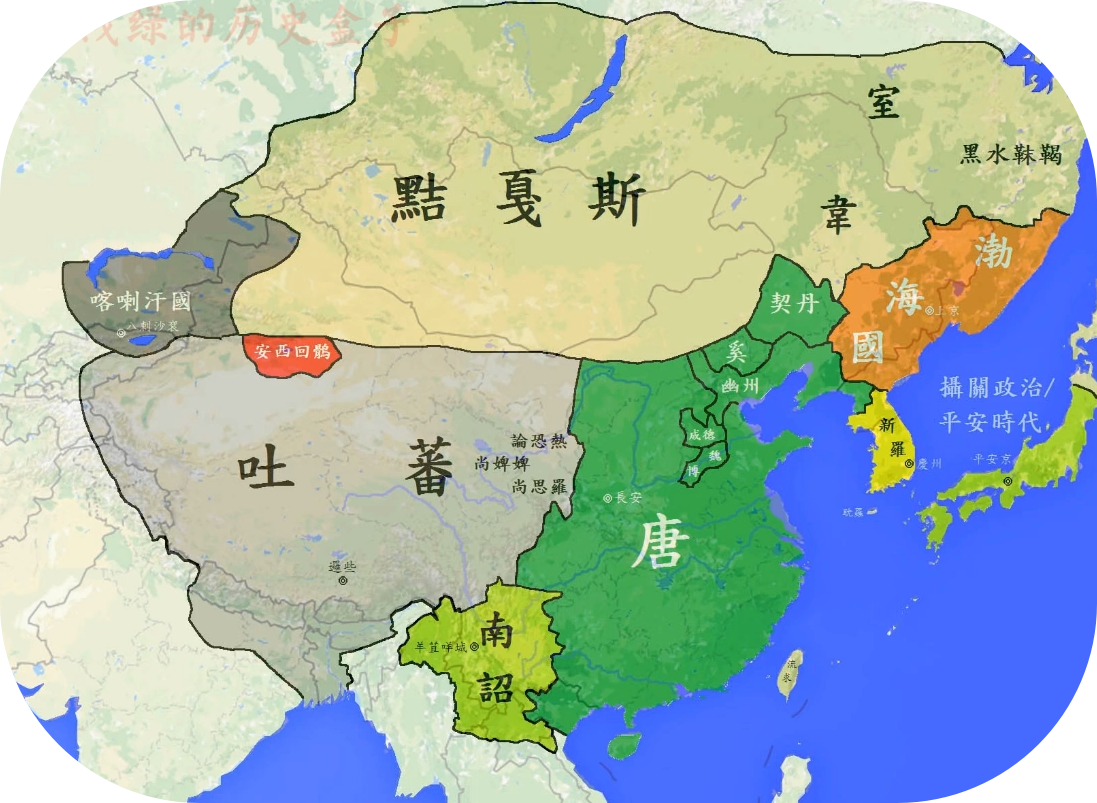 浅绿的历史盒子
室
黑水靺鞨
黠戛斯
韋
渤
海
國
上京
喀喇汗國
八剌沙袞
安西回鶻
契丹
奚
幽州
成德
魏
博
攝關政治/
平安時代
平安京
新
羅
慶州
耽羅
吐蕃
論恐熱
尚婢婢
尚思羅
長安
唐
邏些
南
詔
羊苴咩城
流
求